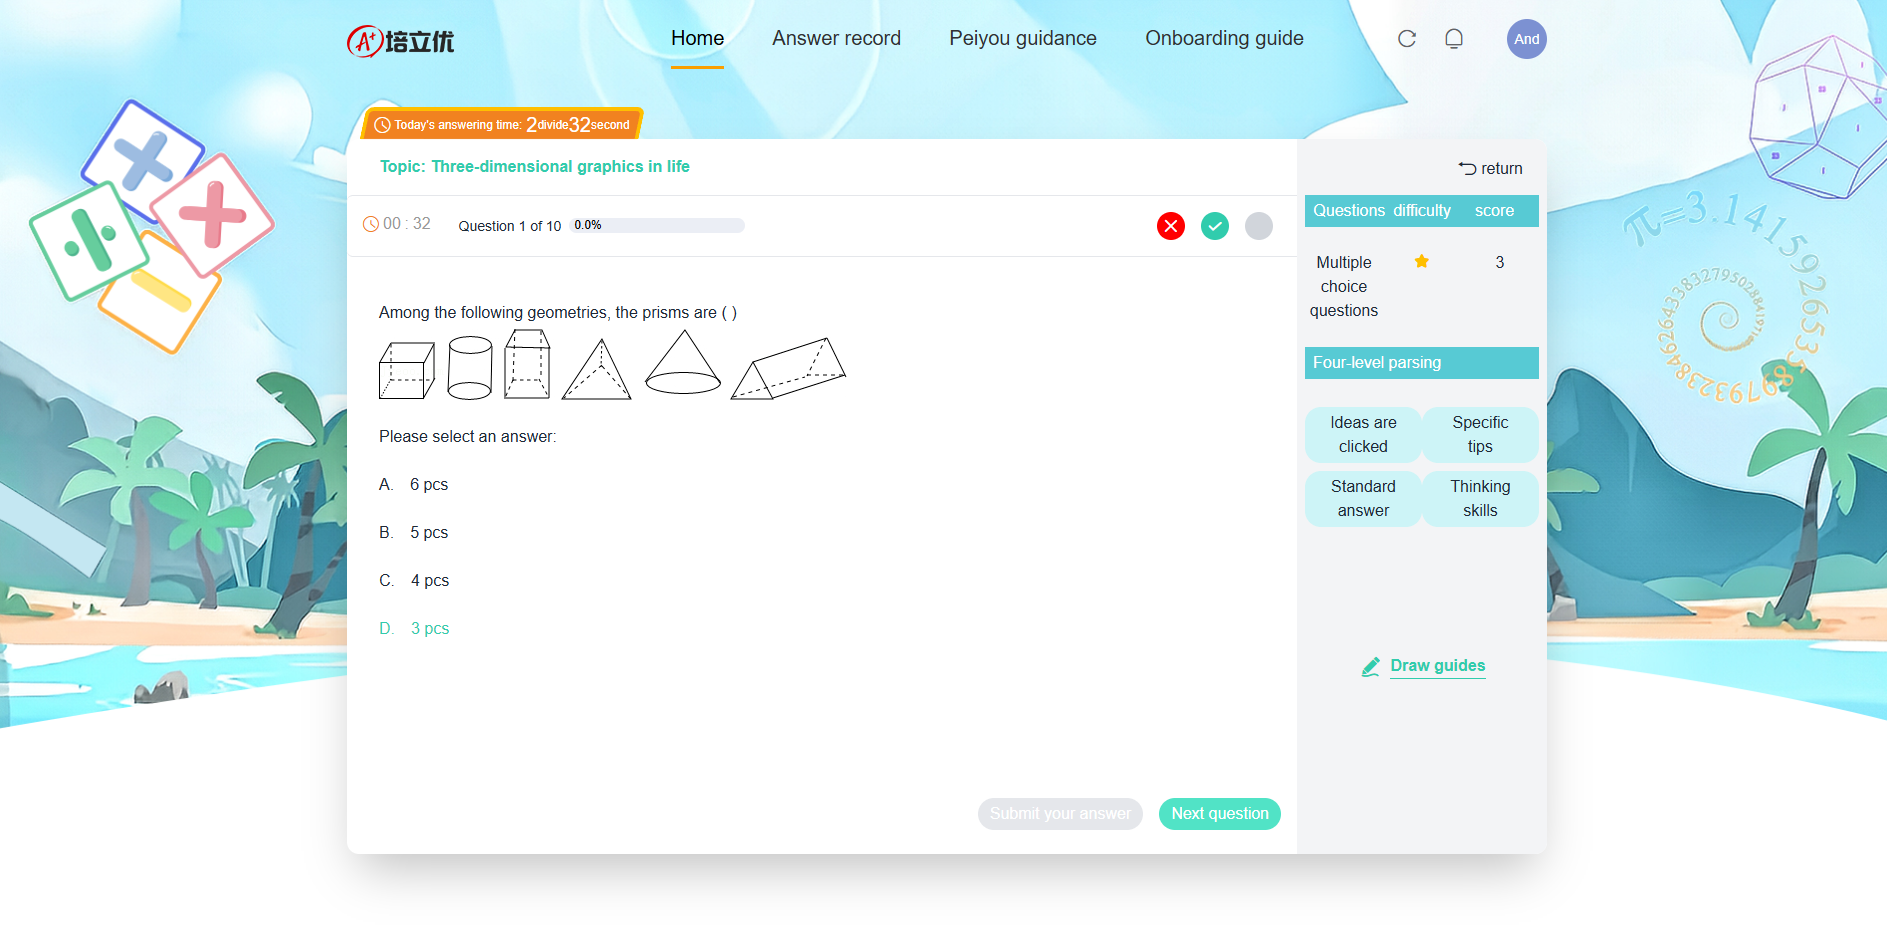 A+培立优
Home
Answer record
Peiyou guidance
Onboarding guide
And
Today's answering time: 2divide32second
Topic: Three-dimensional graphics in life
return
00 : 32
Question 1 of 10
0.0%
Questions difficulty score
Multiple
choice
questions
3
Among the following geometries, the prisms are ( )
Four-level parsing
Please select an answer:
Ideas are
clicked
Specific
tips
A. 6 pcs
Standard
answer
Thinking
skills
B. 5 pcs
C. 4 pcs
D. 3 pcs
Draw guides
Submit your answer
Next question
π=3.14159265358979323846264338327950288419